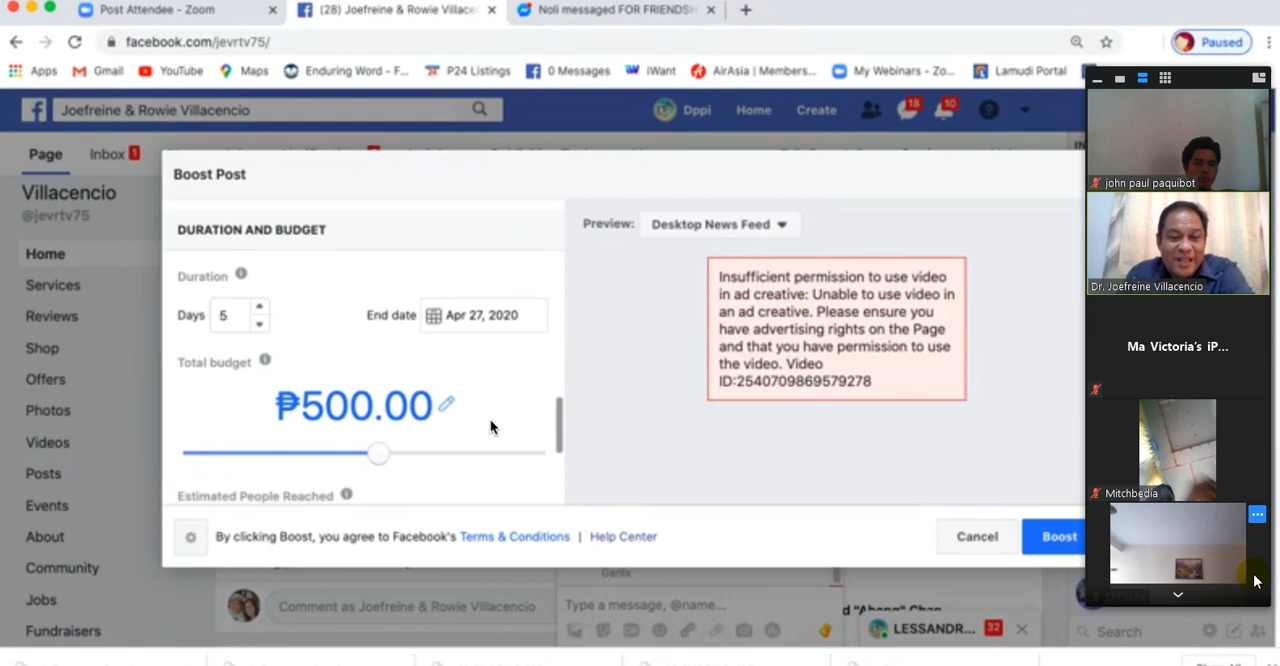 Post Attendee - Zoom
(28) Joefreine & Rowie Villacen
Noli messaged FOR FRIENDSH
facebook.com/jevrtv75/
Paused
Apps
Gmail
YouTube
Maps
Enduring Word - F...
P24 Listings
0 Messages
iWant
AirAsia | Members...
My Webinars - Zo...
Lamudi Portal
Joefreine & Rowie Villacencio
Dppi
Home
Create
18
10
Page
Inbox 1
Villacencio
@jevrtv75
Home
Services
Reviews
Shop
Offers
Photos
Videos
Posts
Events
About
Community
Jobs
Fundraisers
Boost Post
DURATION AND BUDGET
Duration
Days 5
End date Apr 27, 2020
Total budget
₱500.00
Estimated People Reached
Preview: Desktop News Feed
Insufficient permission to use video
in ad creative: Unable to use video in
an ad creative. Please ensure you
have advertising rights on the Page
and that you have permission to use
the video. Video
ID:2540709869579278
By clicking Boost, you agree to Facebook's Terms & Conditions | Help Center
Cancel
Boost
Garlix
Comment as Joefreine & Rowie Villacencio
Type a message, @name...
LESSANDR... 32
Search
john paul paquibot
Dr. Joefreine Villacencio
Ma Victoria's iP...
Mitchbedia